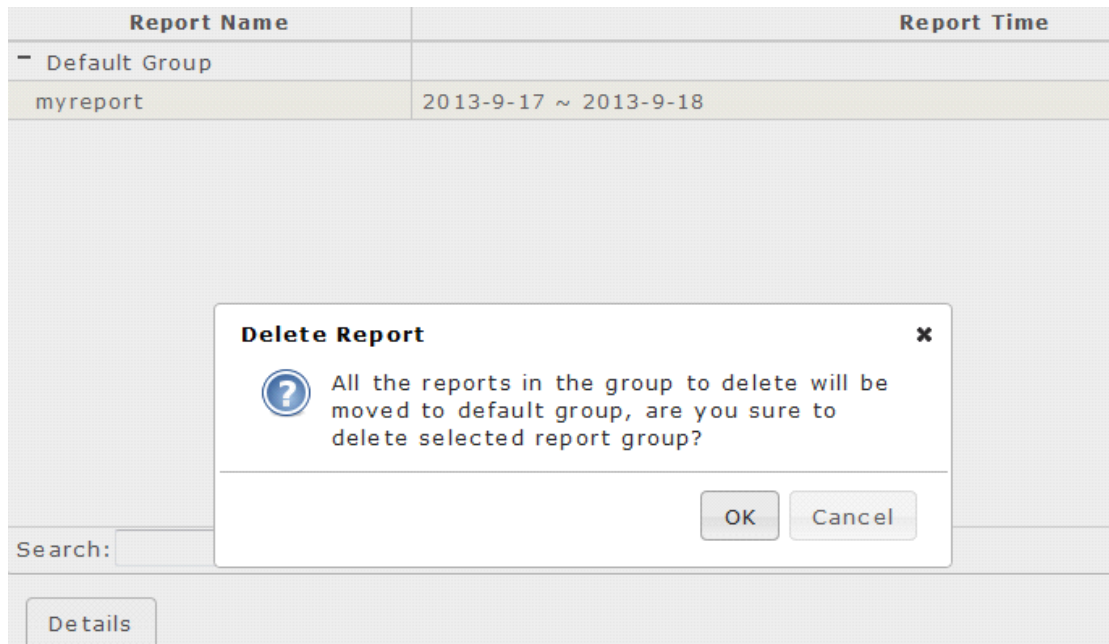 Report Name Report Time
− Default Group
myreport 2013-9-17 ~ 2013-9-18
Delete Report ✖
? All the reports in the group to delete will be
moved to default group, are you sure to
delete selected report group?
OK Cancel
Search:
Details